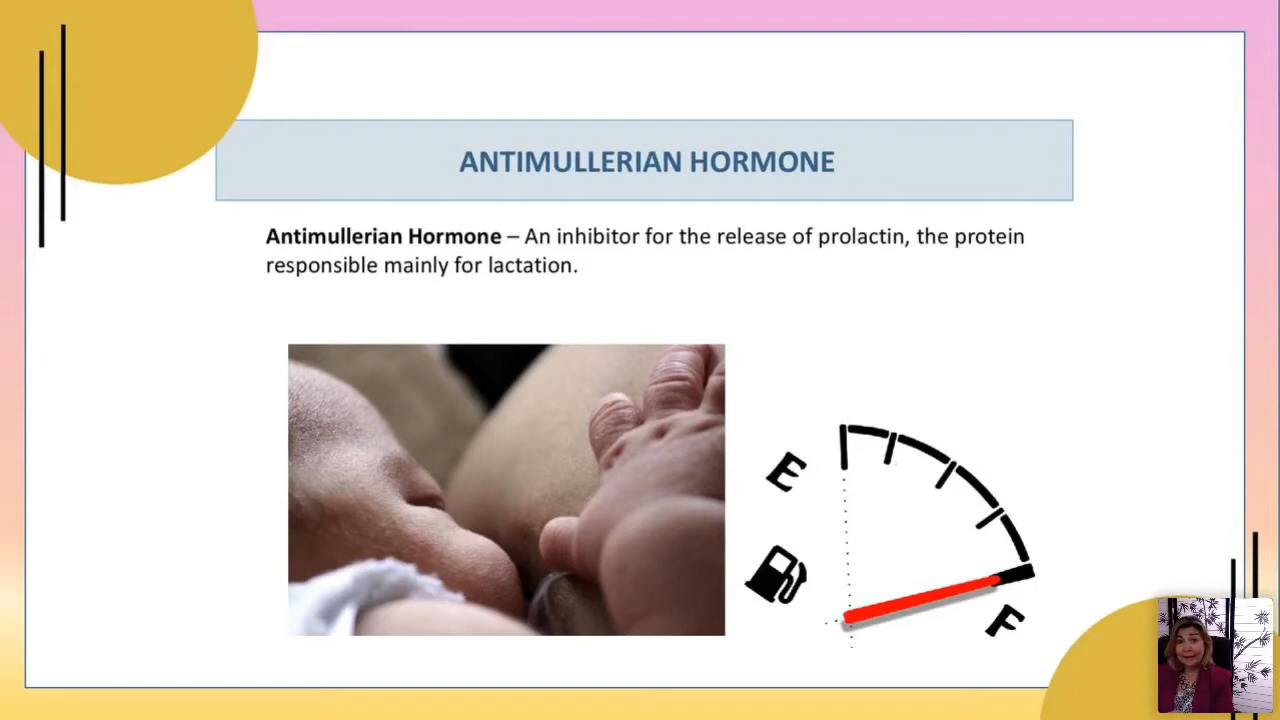 ANTIMULLERIAN HORMONE
Antimullerian Hormone – An inhibitor for the release of prolactin, the protein
responsible mainly for lactation.
E
F